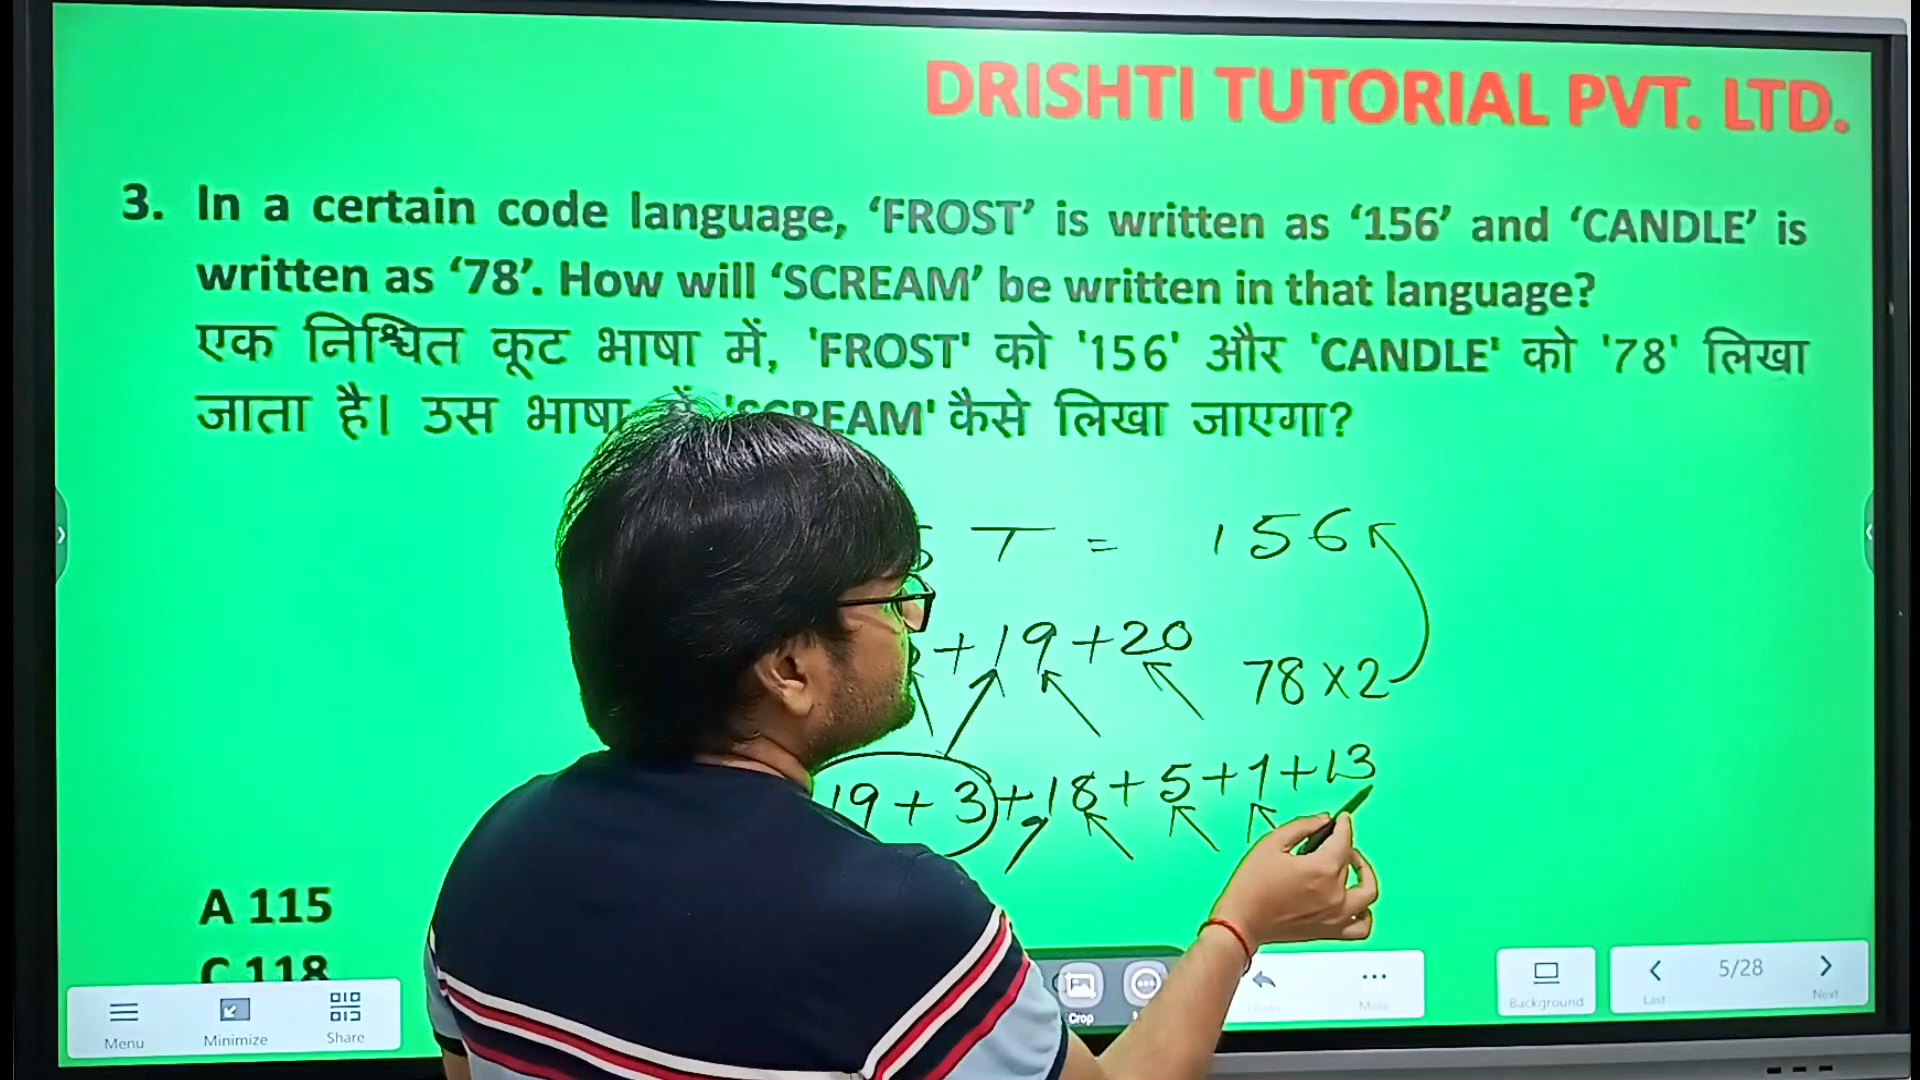 DRISHTI TUTORIAL PVT. LTD.
3. In a certain code language, ‘FROST’ is written as ‘156’ and ‘CANDLE’ is
written as ‘78’. How will ‘SCREAM’ be written in that language?
एक निश्चित कूट भाषा में, 'FROST' को '156' और 'CANDLE' को '78' लिखा
जाता है। उस भाषा में 'SCREAM' कैसे लिखा जाएगा?
T = 156
+19+20
78×2
19+3+18+5+1+13
A 115
C 118
Menu
Minimize
Share
Crop
Undo
More
Background
Last
5/28
Next